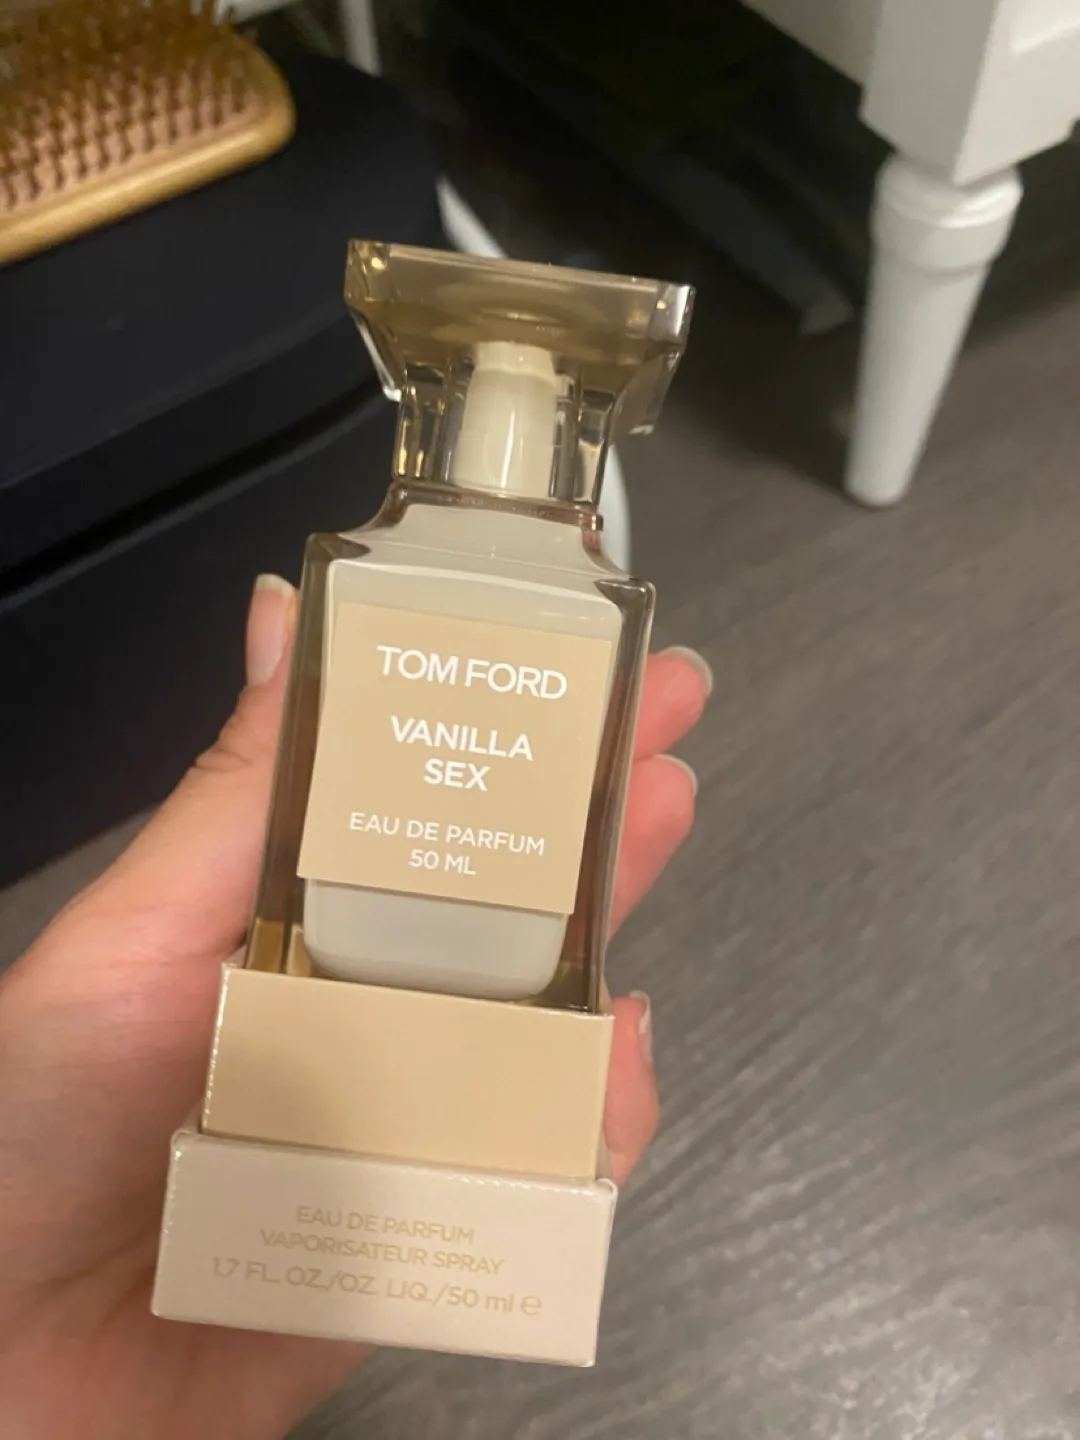 TOM FORD
VANILLA
SEX
EAU DE PARFUM
50 ML
EAU DE PARFUM
VAPORISATEUR SPRAY
1.7 FL. OZ./OZ. LIQ./50 ml ℮